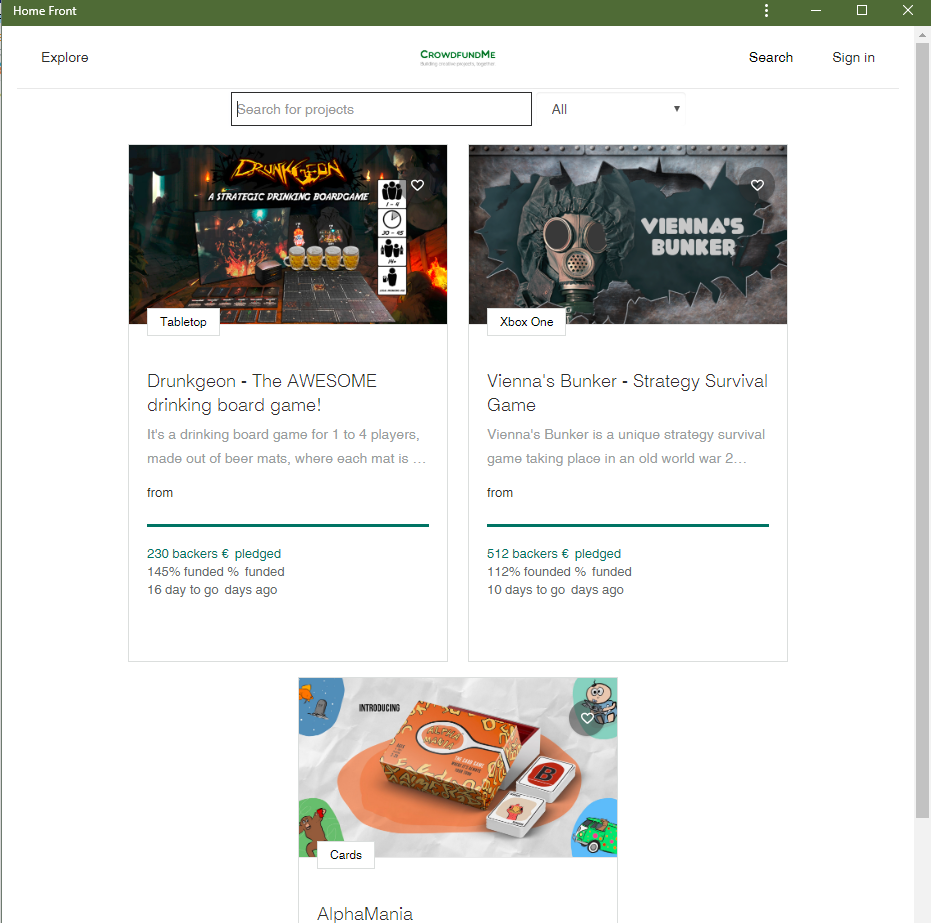 Home Front
Explore
CROWDFUNDME
Building creative projects, together
Search
Sign in
Search for projects
All
DRUNKGEON
A STRATEGIC DRINKING BOARDGAME
1 - 4
30 - 45
Tabletop
Drunkgeon - The AWESOME
drinking board game!
It's a drinking board game for 1 to 4 players,
made out of beer mats, where each mat is ...
from
230 backers € pledged
145% funded % funded
16 day to go days ago
VIENNA'S
BUNKER
Xbox One
Vienna's Bunker - Strategy Survival
Game
Vienna's Bunker is a unique strategy survival
game taking place in an old world war 2...
from
512 backers € pledged
112% founded % funded
10 days to go days ago
INTRODUCING
ALPHA
MANIA
THE CARD GAME
B
Cards
AlphaMania